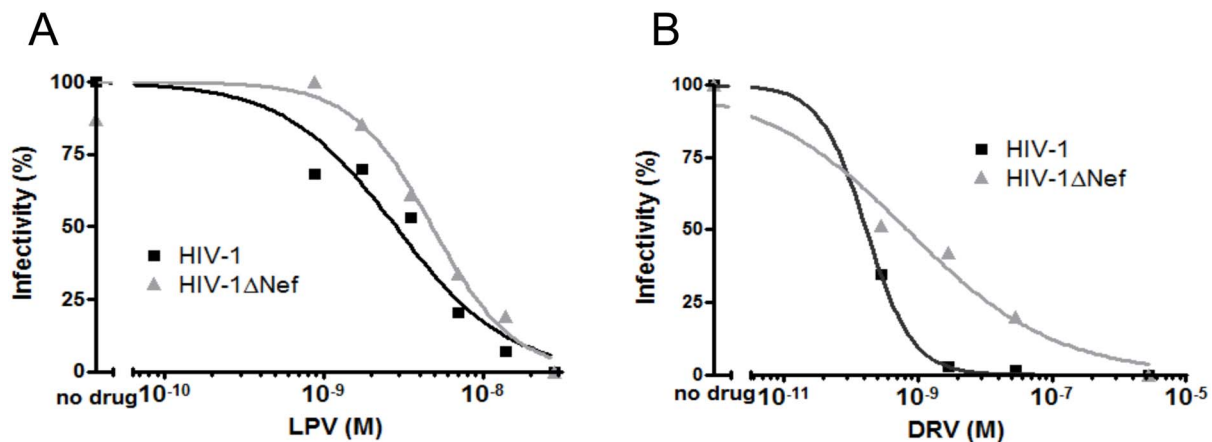 A
100
75
50
25
0
Infectivity (%)
HIV-1
HIV-1ΔNef
no drug 10-10 10-9 10-8
LPV (M)
B
100
75
50
25
0
Infectivity (%)
HIV-1
HIV-1ΔNef
no drug 10-11 10-9 10-7 10-5
DRV (M)